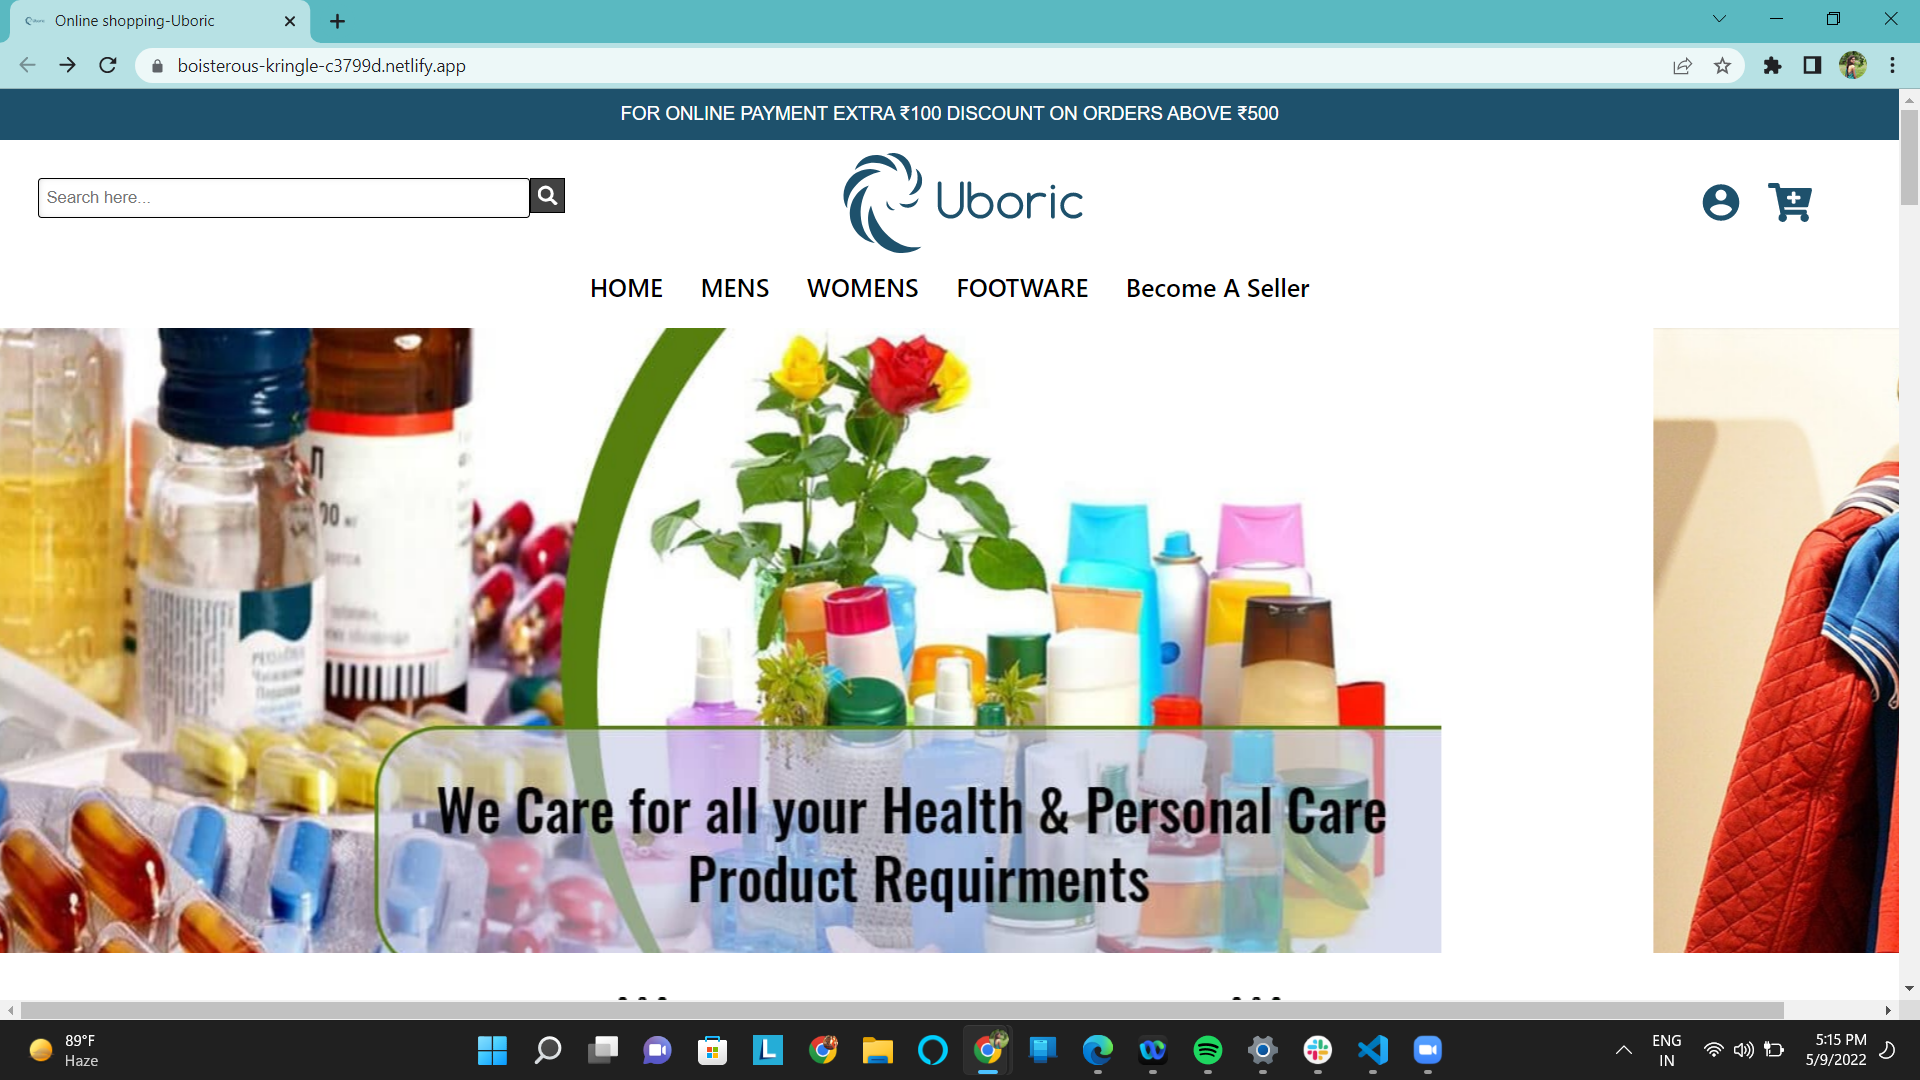 Online shopping-Uboric
boisterous-kringle-c3799d.netlify.app
FOR ONLINE PAYMENT EXTRA ₹100 DISCOUNT ON ORDERS ABOVE ₹500
Search here...
Uboric
HOME MENS WOMENS FOOTWARE Become A Seller
We Care for all your Health & Personal Care
Product Requirments
89°F
Haze
ENG
IN
5:15 PM
5/9/2022